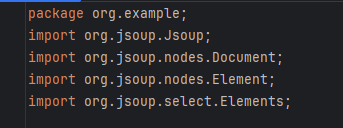 package org.example;
import org.jsoup.Jsoup;
import org.jsoup.nodes.Document;
import org.jsoup.nodes.Element;
import org.jsoup.select.Elements;